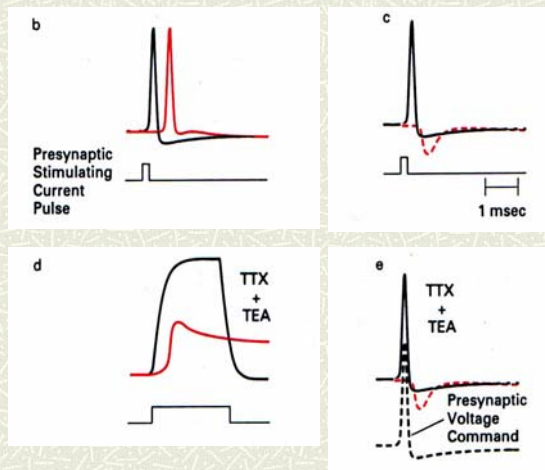 b
Presynaptic
Stimulating
Current
Pulse
c
1 msec
d
TTX
+
TEA
e
TTX
+
TEA
Presynaptic
Voltage
Command